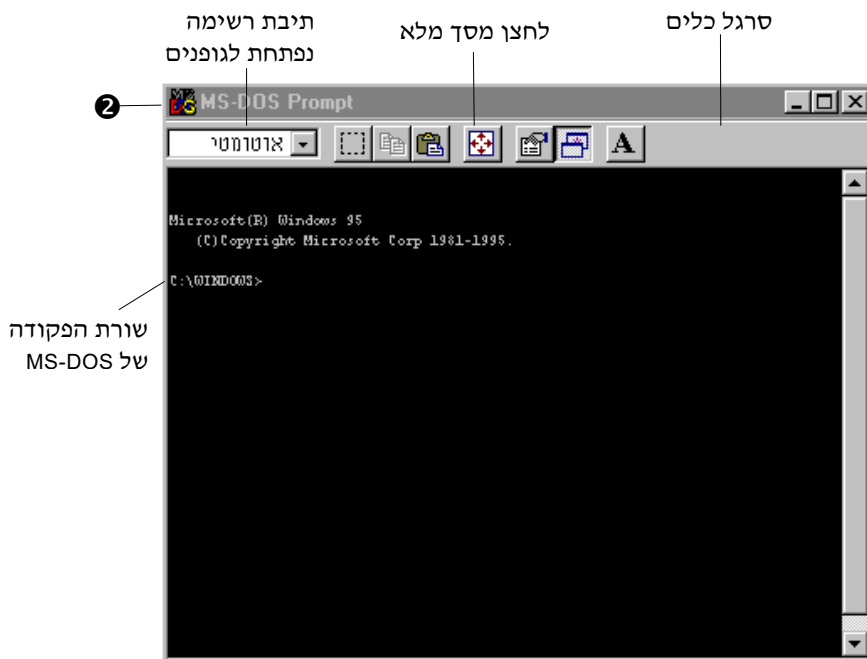 תיבת רשימה
נפתחת לגופנים
לחצן מסך מלא
סרגל כלים
❷
MS-DOS Prompt
אוטומטי
A
Microsoft(R) Windows 95
(C)Copyright Microsoft Corp 1981-1995.
C:\WINDOWS>
שורת הפקודה
של MS-DOS